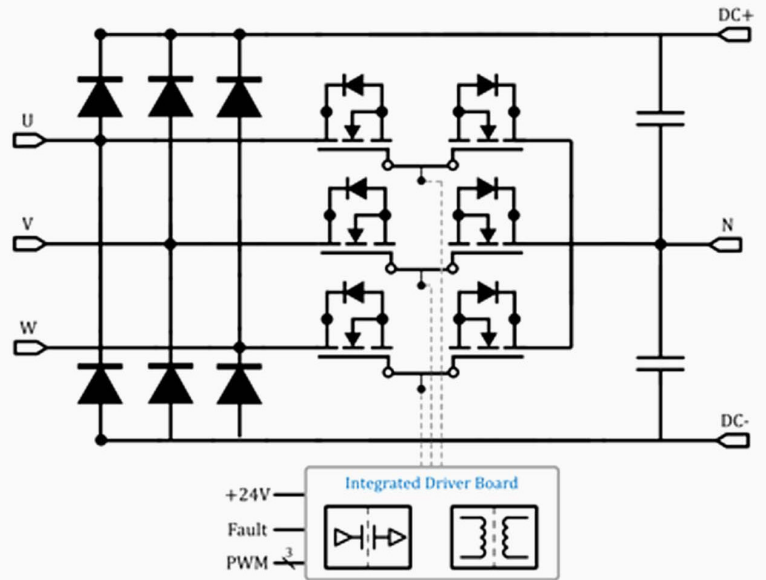 DC+
U
V
N
W
DC-
Integrated Driver Board
+24V
Fault
PWM
3